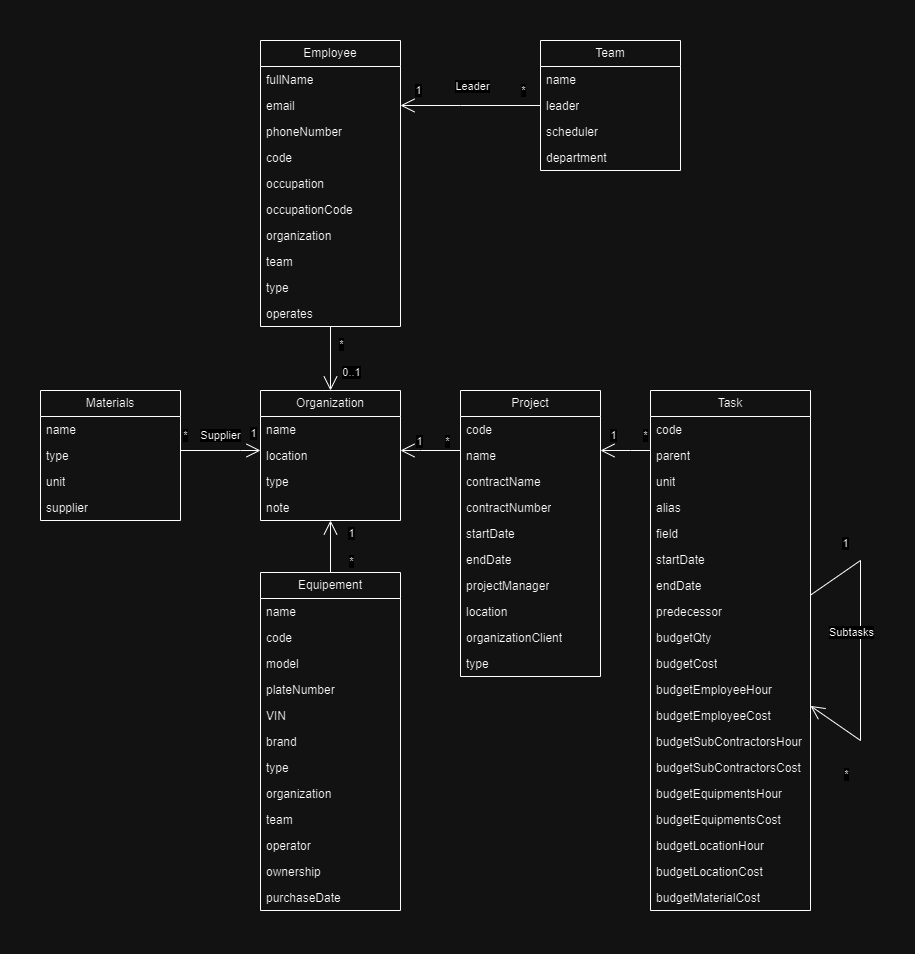 Employee
fullName
email
phoneNumber
code
occupation
occupationCode
organization
team
type
operates
1
Leader
*
Team
name
leader
scheduler
department
*
0..1
Materials
name
type
unit
supplier
*
Supplier
1
Organization
name
location
type
note
1
*
Project
code
name
contractName
contractNumber
startDate
endDate
projectManager
location
organizationClient
type
1
*
Task
code
parent
unit
alias
field
startDate
endDate
predecessor
budgetQty
budgetCost
budgetEmployeeHour
budgetEmployeeCost
budgetSubContractorsHour
budgetSubContractorsCost
budgetEquipmentsHour
budgetEquipmentsCost
budgetLocationHour
budgetLocationCost
budgetMaterialCost
1
Subtasks
*
1
*
Equipement
name
code
model
plateNumber
VIN
brand
type
organization
team
operator
ownership
purchaseDate